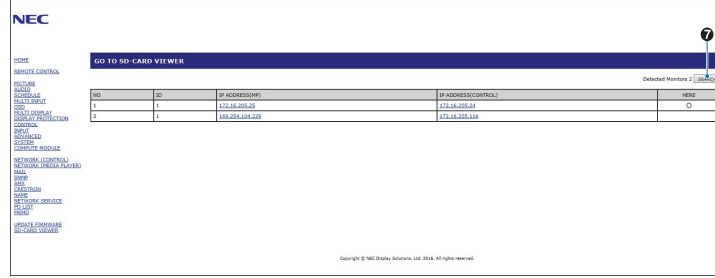 NEC
7
HOME
REMOTE CONTROL
PICTURE
AUDIO
SCHEDULE
MULTI INPUT
OSD
MULTI DISPLAY
DISPLAY PROTECTION
CONTROL
INPUT
ADVANCED
SYSTEM
COMPUTE MODULE
NETWORK (CONTROL)
NETWORK (MEDIA PLAYER)
MAIL
SNMP
AMX
CRESTRON
NAME
NETWORK SERVICE
PD LIST
MEMO
UPDATE FIRMWARE
SD-CARD VIEWER
GO TO SD-CARD VIEWER
Detected Monitors 2 SEARCH
NO ID IP ADDRESS(MP) IP ADDRESS(CONTROL) HERE
1 1 172.16.205.25 172.16.205.24 O
2 1 169.254.104.229 172.16.205.116
Copyright © NEC Display Solutions, Ltd, 2016. All rights reserved.